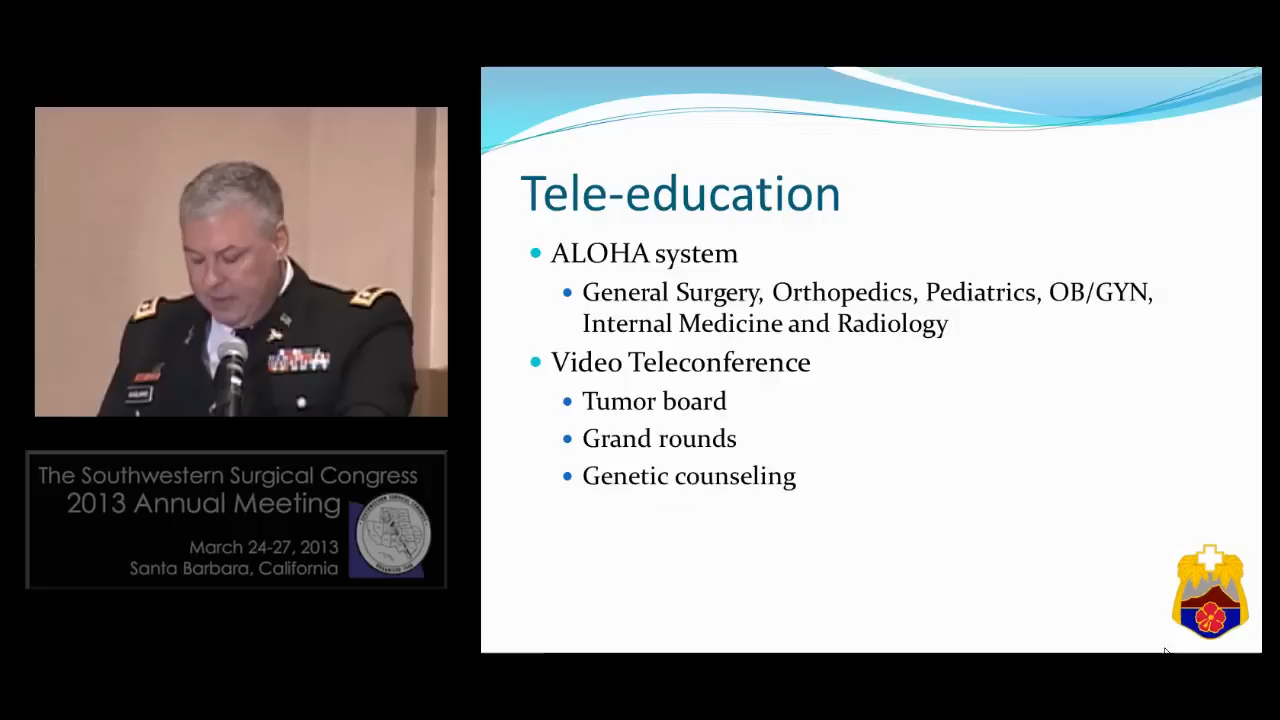 Tele-education
ALOHA system
General Surgery, Orthopedics, Pediatrics, OB/GYN,
Internal Medicine and Radiology
Video Teleconference
Tumor board
Grand rounds
Genetic counseling
The Southwestern Surgical Congress
2013 Annual Meeting
March 24-27, 2013
Santa Barbara, California